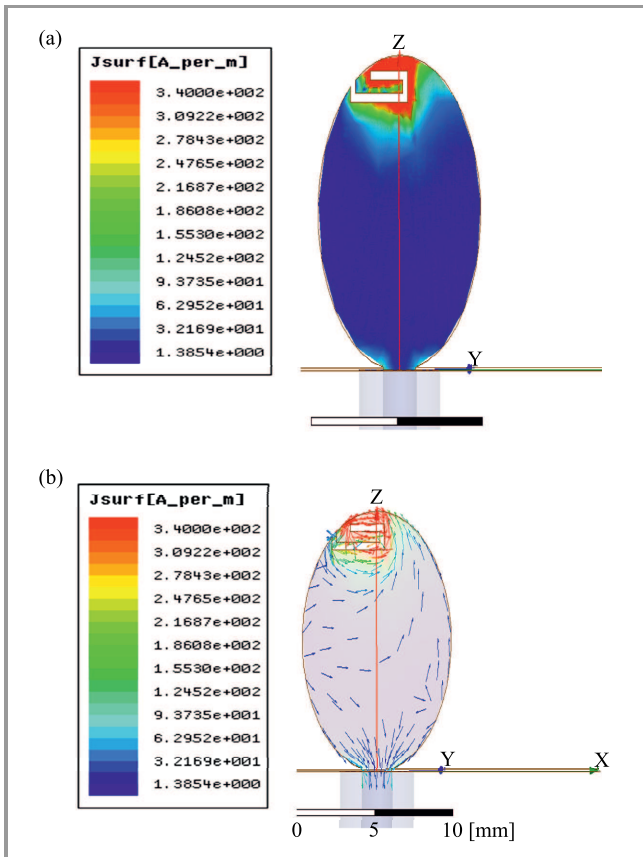 (a)
Z
Jsurf[A_per_m]
3.4000e+002
3.0922e+002
2.7843e+002
2.4765e+002
2.1687e+002
1.8608e+002
1.5530e+002
1.2452e+002
9.3735e+001
6.2952e+001
3.2169e+001
1.3854e+000
Y
(b)
Z
Jsurf[A_per_m]
3.4000e+002
3.0922e+002
2.7843e+002
2.4765e+002
2.1687e+002
1.8608e+002
1.5530e+002
1.2452e+002
9.3735e+001
6.2952e+001
3.2169e+001
1.3854e+000
Y X
0 5 10 [mm]